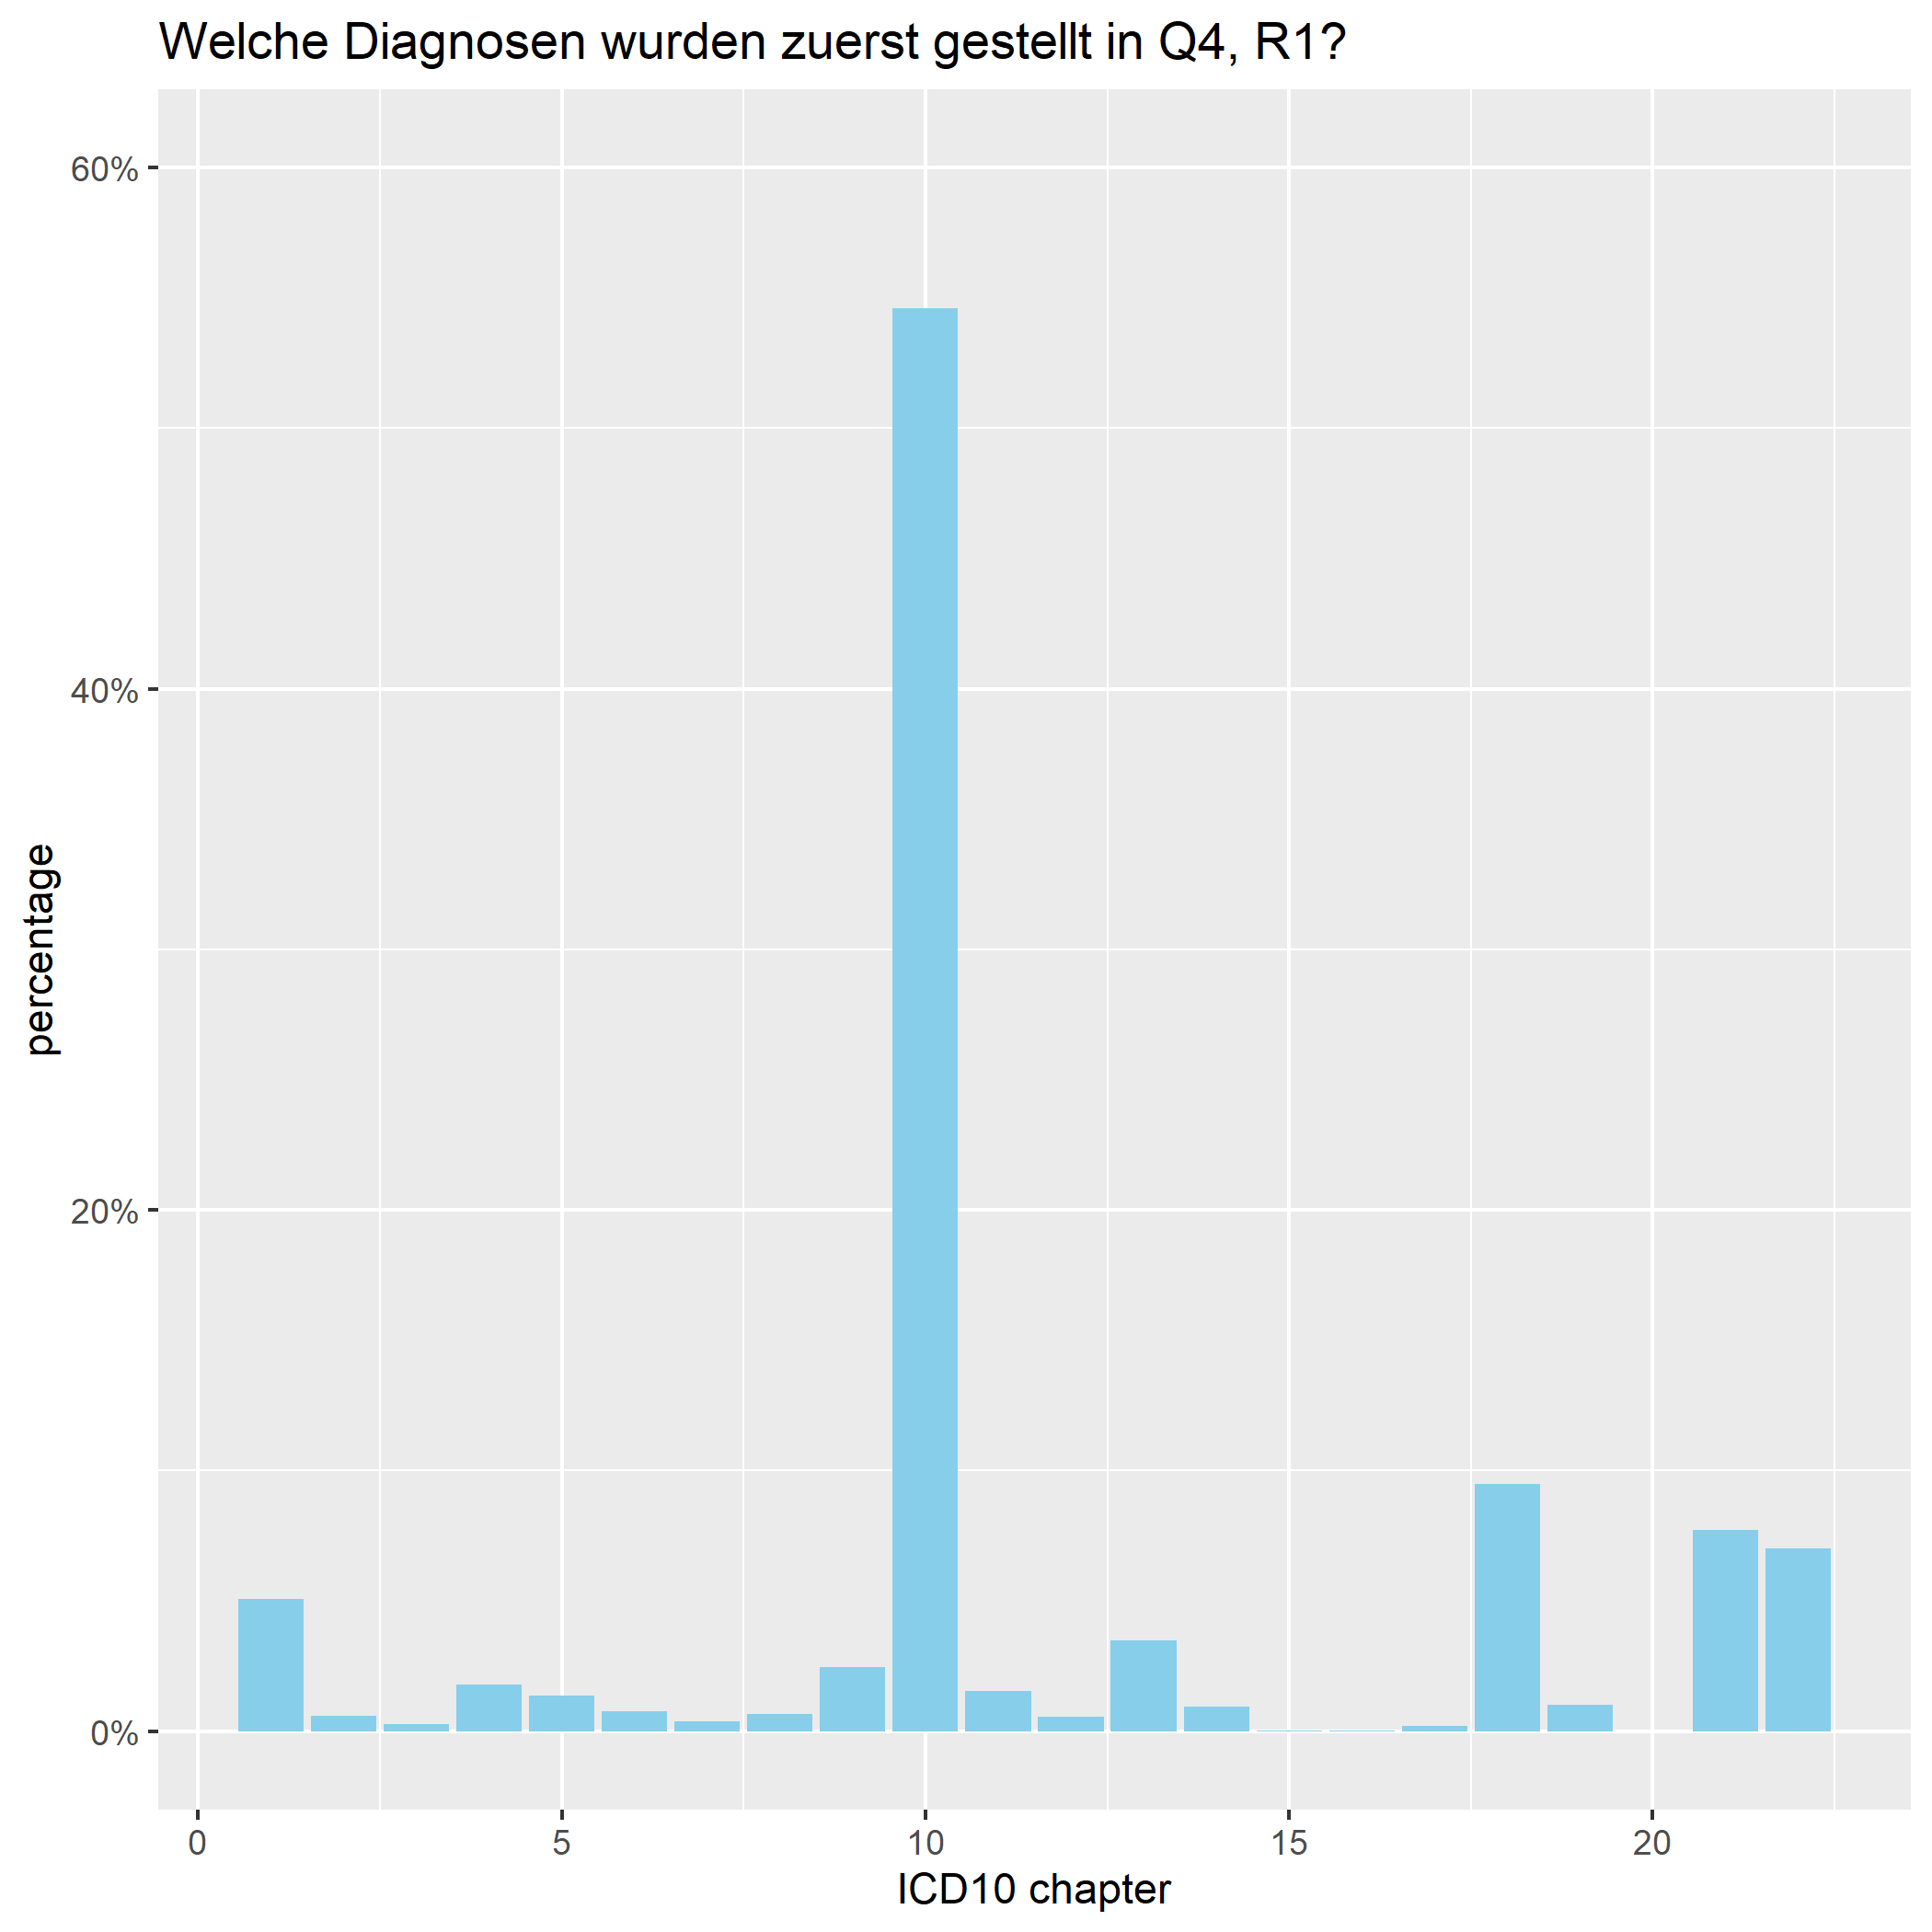 Welche Diagnosen wurden zuerst gestellt in Q4, R1?
60%
40%
20%
0%
percentage
0 5 10 15 20
ICD10 chapter